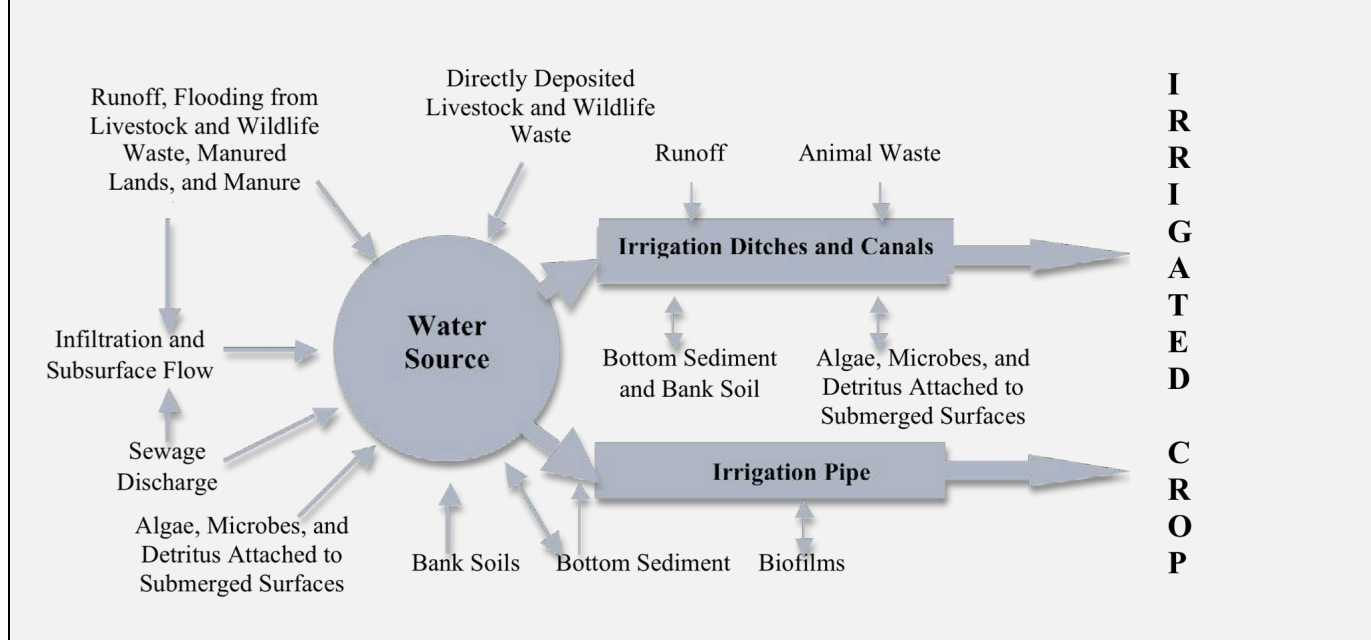 Directly Deposited
Livestock and Wildlife
Waste
Runoff, Flooding from
Livestock and Wildlife
Waste, Manured
Lands, and Manure
Runoff
Animal Waste
Irrigation Ditches and Canals
Water
Source
Infiltration and
Subsurface Flow
Bottom Sediment
and Bank Soil
Algae, Microbes, and
Detritus Attached to
Submerged Surfaces
Sewage
Discharge
Irrigation Pipe
Algae, Microbes, and
Detritus Attached to
Submerged Surfaces
Bank Soils
Bottom Sediment
Biofilms
IRRIGATED CROP